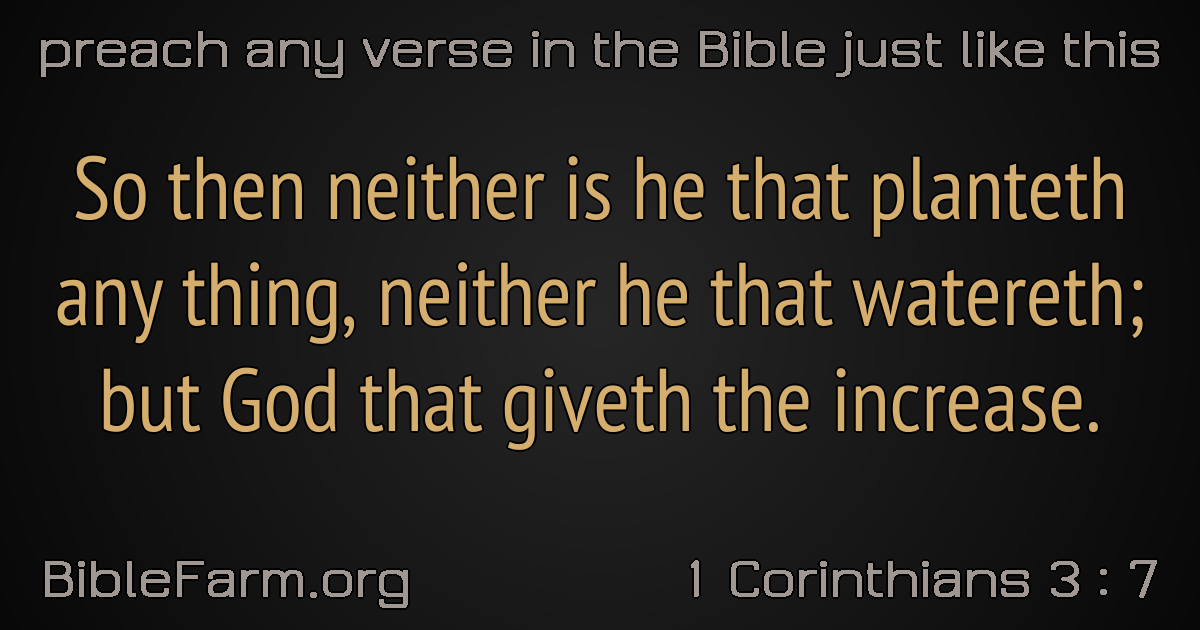 preach any verse in the Bible just like this
So then neither is he that planteth
any thing, neither he that watereth;
but God that giveth the increase.
BibleFarm.org
1 Corinthians 3 : 7